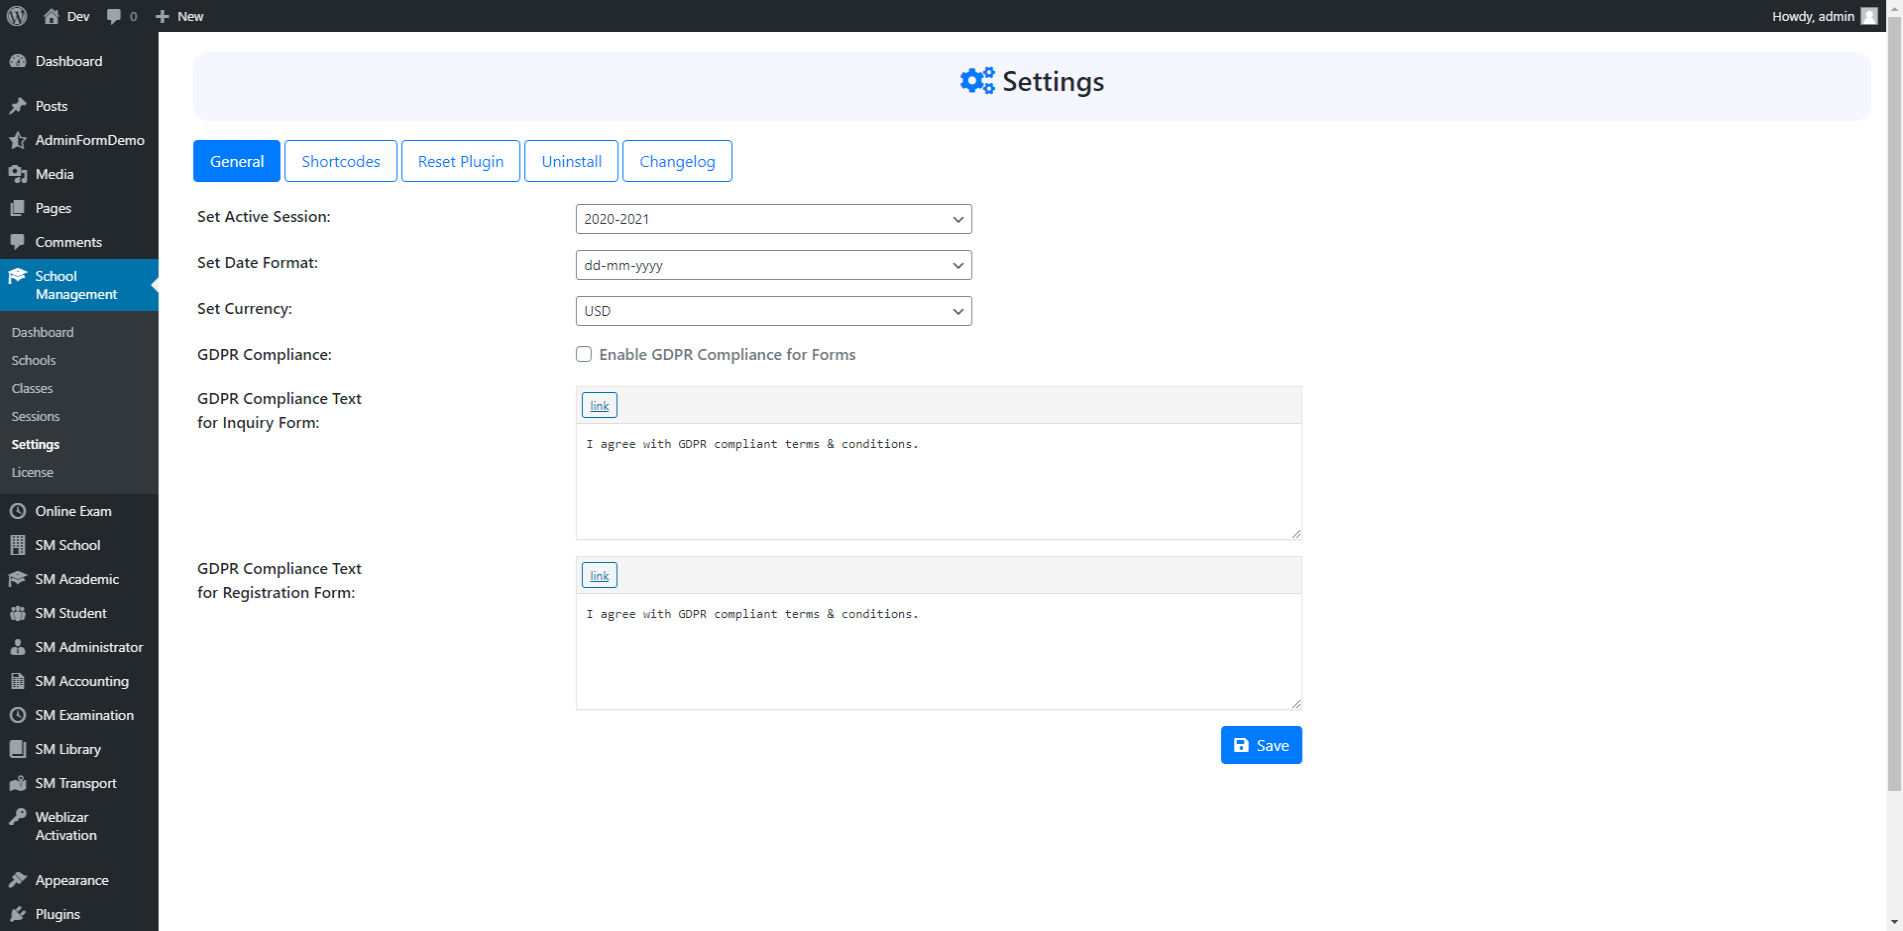 Dev
0
New
Howdy, admin
Dashboard
Posts
AdminFormDemo
Media
Pages
Comments
School
Management
Dashboard
Schools
Classes
Sessions
Settings
License
Online Exam
SM School
SM Academic
SM Student
SM Administrator
SM Accounting
SM Examination
SM Library
SM Transport
Weblizar
Activation
Appearance
Plugins
Settings
General
Shortcodes
Reset Plugin
Uninstall
Changelog
Set Active Session:
2020-2021
Set Date Format:
dd-mm-yyyy
Set Currency:
USD
GDPR Compliance:
Enable GDPR Compliance for Forms
GDPR Compliance Text
for Inquiry Form:
link
I agree with GDPR compliant terms & conditions.
GDPR Compliance Text
for Registration Form:
link
I agree with GDPR compliant terms & conditions.
Save